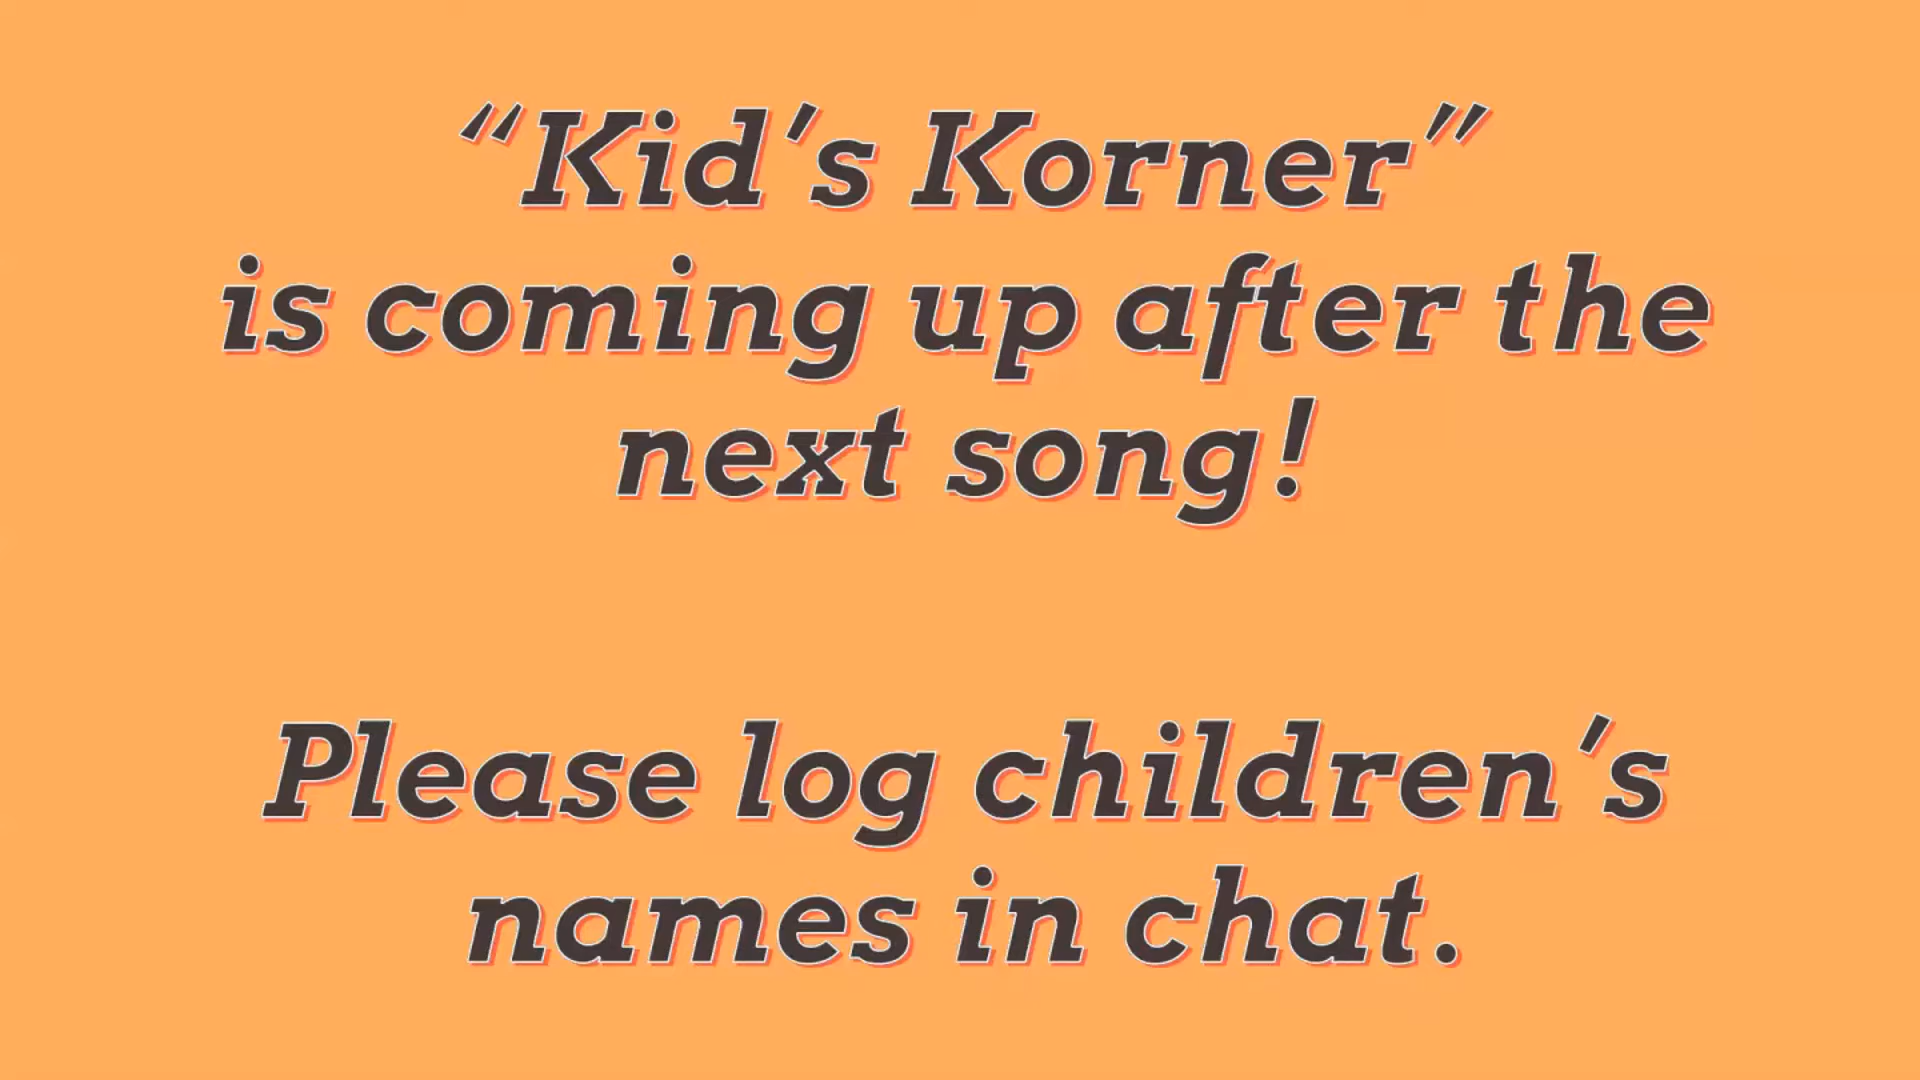 “Kid’s Korner”
is coming up after the
next song!
Please log children’s
names in chat.